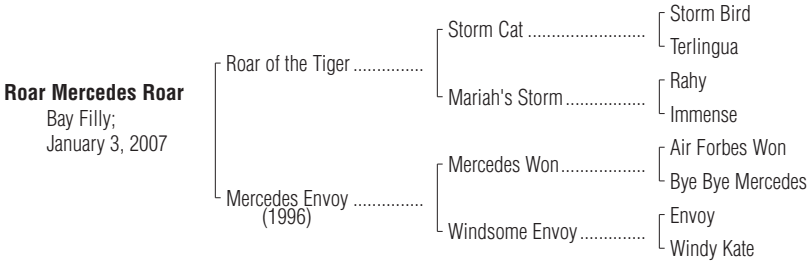 Storm Bird
Storm Cat ........................
Terlingua
Roar of the Tiger ...............
Rahy
Mariah's Storm .................
Immense
Roar Mercedes Roar
Bay Filly;
January 3, 2007
Air Forbes Won
Mercedes Won ..................
Bye Bye Mercedes
Mercedes Envoy ...............
(1996)
Envoy
Windsome Envoy ..............
Windy Kate